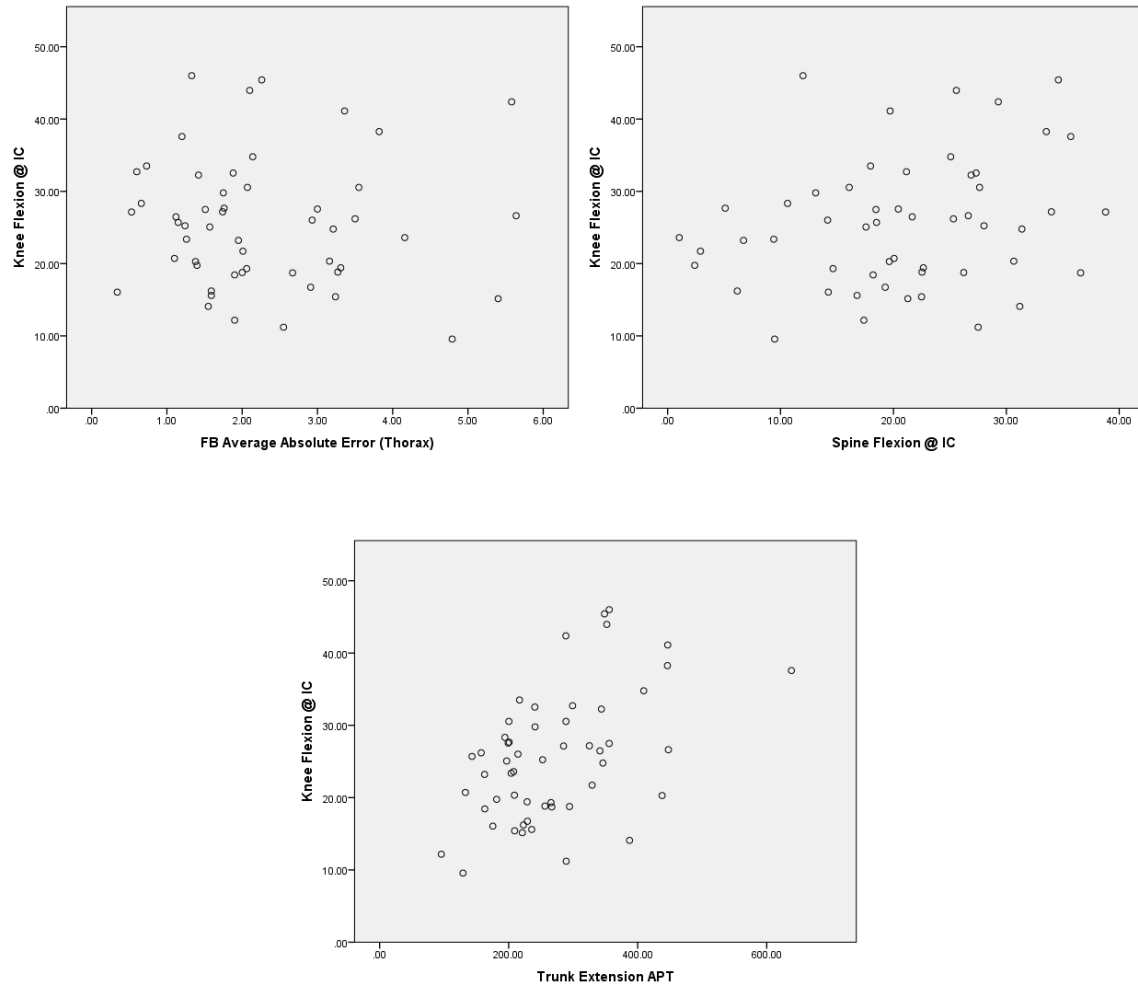 50.00
40.00
30.00
20.00
10.00
.00
Knee Flexion @ IC
.00 1.00 2.00 3.00 4.00 5.00 6.00
FB Average Absolute Error (Thorax)
50.00
40.00
30.00
20.00
10.00
.00
Knee Flexion @ IC
.00 10.00 20.00 30.00 40.00
Spine Flexion @ IC
50.00
40.00
30.00
20.00
10.00
.00
Knee Flexion @ IC
.00 200.00 400.00 600.00
Trunk Extension APT